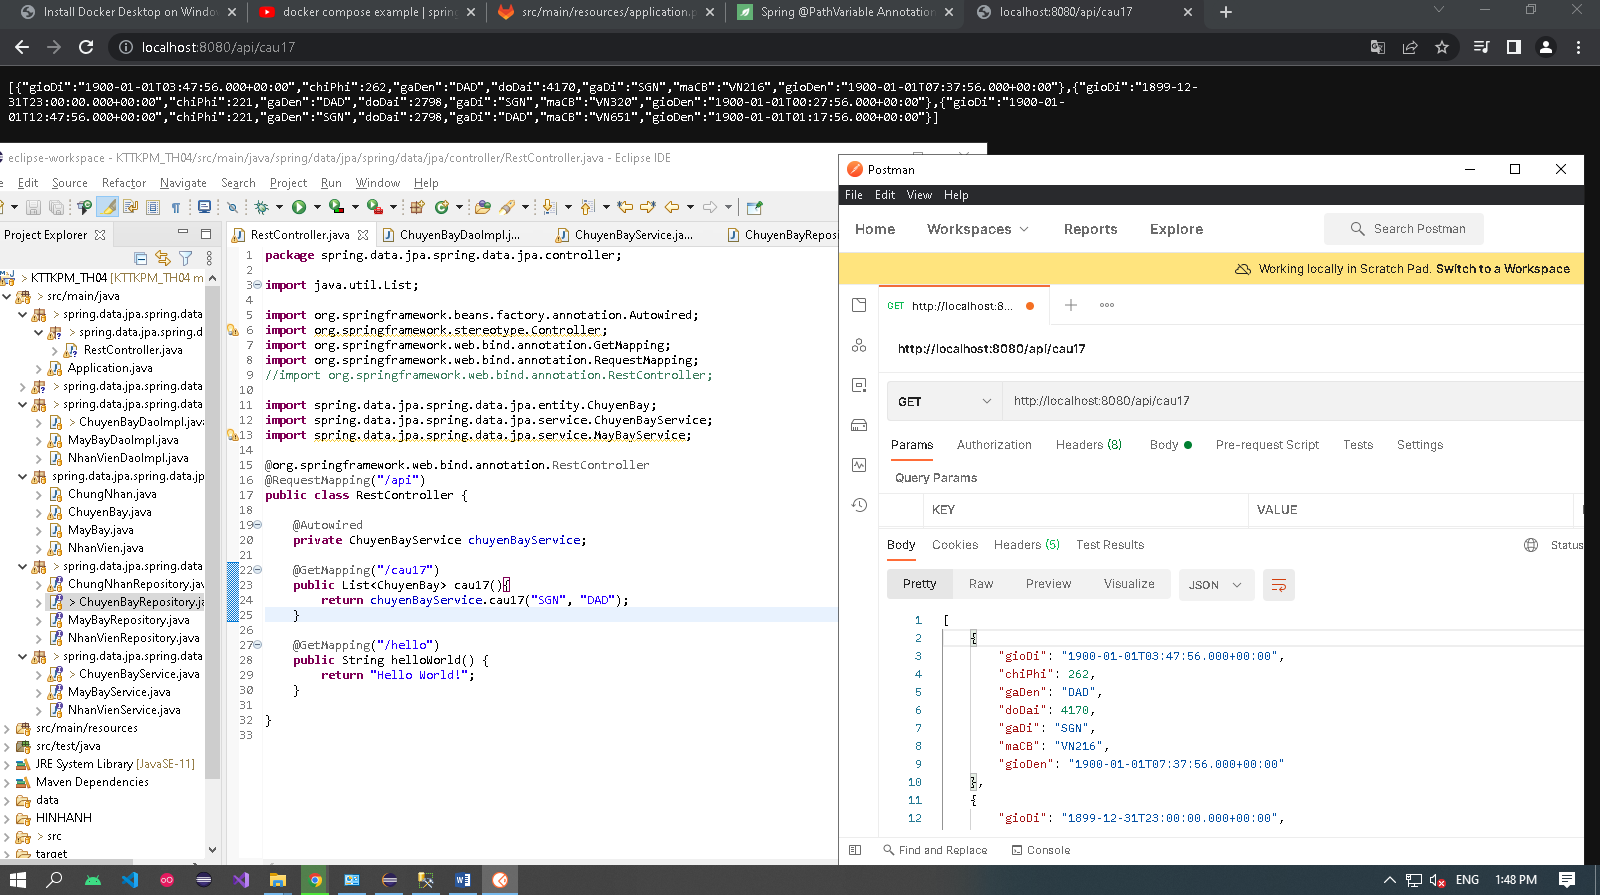 Install Docker Desktop on Windo
docker compose example | spring
src/main/resources/application.p
Spring @PathVariable Annotation
localhost:8080/api/cau17
localhost:8080/api/cau17
[{"gioDi":"1900-01-01T03:47:56.000+00:00","chiPhi":262,"gaDen":"DAD","doDai":4170,"gaDi":"SGN","maCB":"VN216","gioDen":"1900-01-01T07:37:56.000+00:00"},{"gioDi":"1899-12-
31T23:00:00.000+00:00","chiPhi":221,"gaDen":"DAD","doDai":2798,"gaDi":"SGN","maCB":"VN320","gioDen":"1900-01-01T00:27:56.000+00:00"},{"gioDi":"1900-01-
01T12:47:56.000+00:00","chiPhi":221,"gaDen":"SGN","doDai":2798,"gaDi":"DAD","maCB":"VN651","gioDen":"1900-01-01T01:17:56.000+00:00"}]
eclipse-workspace - KTTKPM_TH04/src/main/java/spring/data/jpa/spring/data/jpa/controller/RestController.java - Eclipse IDE
e Edit Source Refactor Navigate Search Project Run Window Help
Project Explorer
> KTTKPM_TH04 [KTTKPM_TH04 m
> src/main/java
> spring.data.jpa.spring.data
> spring.data.jpa.spring.d
RestController.java
Application.java
> spring.data.jpa.spring.data
> spring.data.jpa.spring.data
> ChuyenBayDaoImpl.java
MayBayDaoImpl.java
NhanVienDaoImpl.java
spring.data.jpa.spring.data.jp
ChungNhan.java
ChuyenBay.java
MayBay.java
NhanVien.java
> spring.data.jpa.spring.data
ChungNhanRepository.jav
> ChuyenBayRepository.ja
MayBayRepository.java
NhanVienRepository.java
> spring.data.jpa.spring.data
> ChuyenBayService.java
MayBayService.java
NhanVienService.java
src/main/resources
src/test/java
JRE System Library [JavaSE-11]
Maven Dependencies
data
HINHANH
> src
target
RestController.java
ChuyenBayDaoImpl.j...
ChuyenBayService.ja...
ChuyenBayReposi
1 package spring.data.jpa.spring.data.jpa.controller;
2
3 import java.util.List;
4
5 import org.springframework.beans.factory.annotation.Autowired;
6 import org.springframework.stereotype.Controller;
7 import org.springframework.web.bind.annotation.GetMapping;
8 import org.springframework.web.bind.annotation.RequestMapping;
9 //import org.springframework.web.bind.annotation.RestController;
10
11 import spring.data.jpa.spring.data.jpa.entity.ChuyenBay;
12 import spring.data.jpa.spring.data.jpa.service.ChuyenBayService;
13 import spring.data.jpa.spring.data.jpa.service.MayBayService;
14
15 @org.springframework.web.bind.annotation.RestController
16 @RequestMapping("/api")
17 public class RestController {
18
19 @Autowired
20 private ChuyenBayService chuyenBayService;
21
22 @GetMapping("/cau17")
23 public List<ChuyenBay> cau17(){
24 return chuyenBayService.cau17("SGN", "DAD");
25 }
26
27 @GetMapping("/hello")
28 public String helloWorld() {
29 return "Hello World!";
30 }
31
32 }
33
Postman
File Edit View Help
Home Workspaces Reports Explore Search Postman
Working locally in Scratch Pad. Switch to a Workspace
GET http://localhost:8...
http://localhost:8080/api/cau17
GET http://localhost:8080/api/cau17
Params Authorization Headers (8) Body Pre-request Script Tests Settings
Query Params
KEY VALUE
Body Cookies Headers (5) Test Results Status
Pretty Raw Preview Visualize JSON
1 [
2 {
3 "gioDi": "1900-01-01T03:47:56.000+00:00",
4 "chiPhi": 262,
5 "gaDen": "DAD",
6 "doDai": 4170,
7 "gaDi": "SGN",
8 "maCB": "VN216",
9 "gioDen": "1900-01-01T07:37:56.000+00:00"
10 },
11 {
12 "gioDi": "1899-12-31T23:00:00.000+00:00",
Find and Replace Console
ENG 1:48 PM